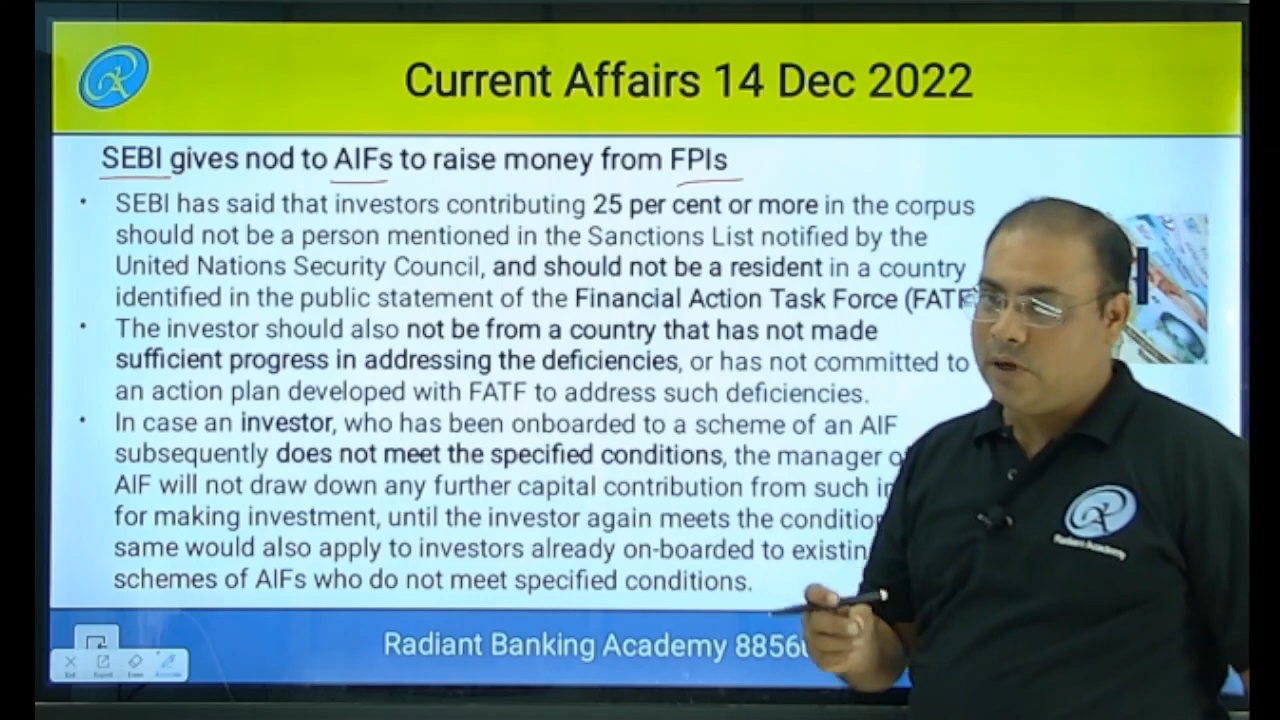 Current Affairs 14 Dec 2022
SEBI gives nod to AIFs to raise money from FPIs
• SEBI has said that investors contributing 25 per cent or more in the corpus
should not be a person mentioned in the Sanctions List notified by the
United Nations Security Council, and should not be a resident in a country
identified in the public statement of the Financial Action Task Force (FATF
• The investor should also not be from a country that has not made
sufficient progress in addressing the deficiencies, or has not committed to
an action plan developed with FATF to address such deficiencies.
• In case an investor, who has been onboarded to a scheme of an AIF
subsequently does not meet the specified conditions, the manager
AIF will not draw down any further capital contribution from such
for making investment, until the investor again meets the
same would also apply to investors already on-boarded to
schemes of AIFs who do not meet specified conditions.
Radiant Banking Academy 8856
Radiant Academy
Exit Export Erase